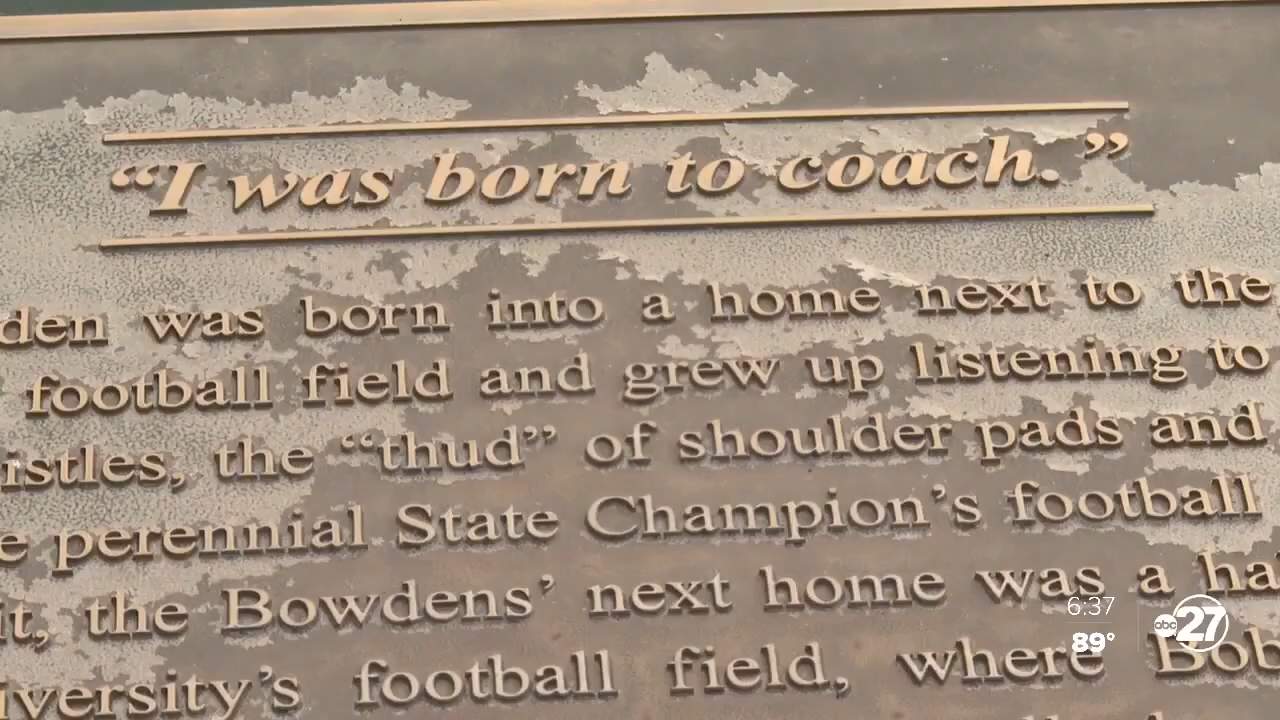 “I was born to coach.”
den was born into a home next to the
football field and grew up listening to
istles, the “thud” of shoulder pads and
e perennial State Champion’s football
it, the Bowdens’ next home was a ha
iversity’s football field, where Bob
6:37
89°
abc 27